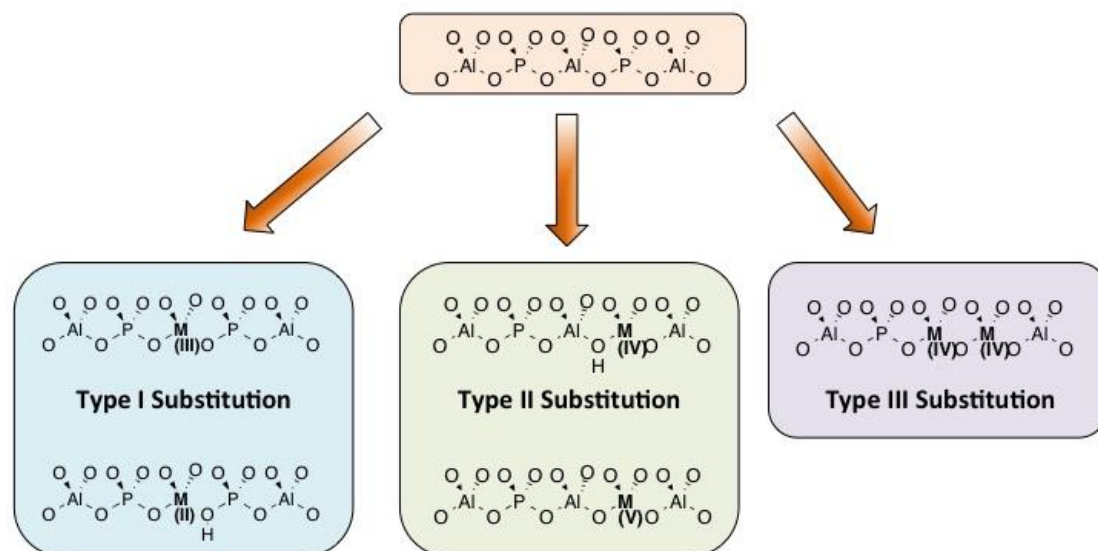 O O O O O O O O O O
Al P Al P Al
O O O O O O
O O O O O O O O O O
Al P M P Al
O O O (III) O O O
Type I Substitution
O O O O O O O O O O
Al P M P Al
O O O (II) O O O
H
O O O O O O O O O O
Al P Al M Al
O O O O (IV) O O
H
Type II Substitution
O O O O O O O O O O
Al P Al M Al
O O O O (V) O O
O O O O O O O O O O
Al P M M Al
O O O (IV) O (IV) O O
Type III Substitution